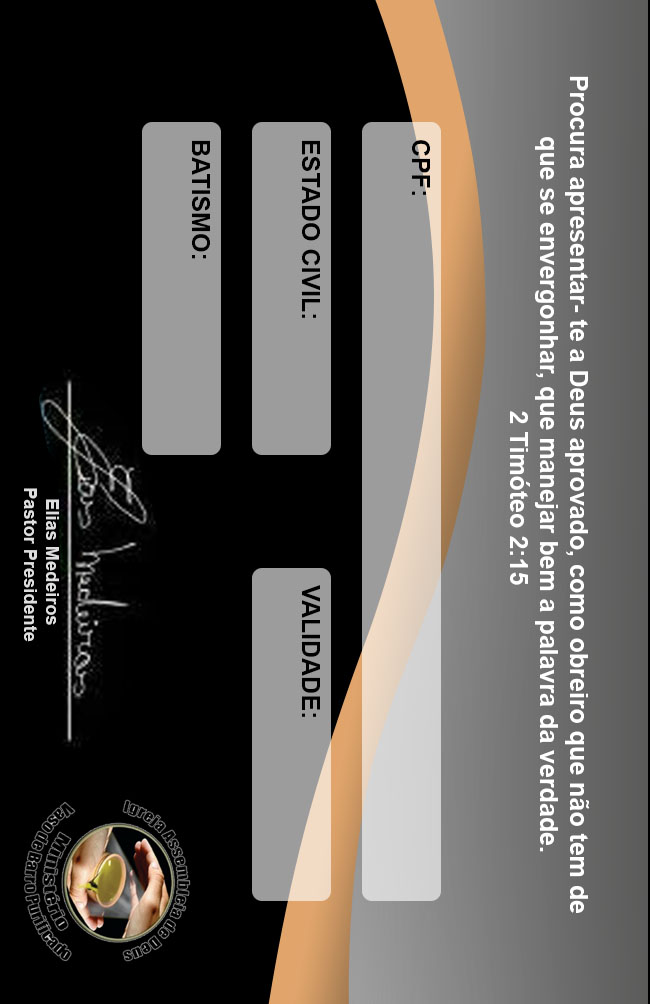 Procura apresentar- te a Deus aprovado, como obreiro que não tem de
que se envergonhar, que manejar bem a palavra da verdade.
2 Timóteo 2:15
CPF:
ESTADO CIVIL:
VALIDADE:
BATISMO:
Elias Medeiros
Elias Medeiros
Pastor Presidente
Igreja Assembleia de Deus
Ministério
Vaso de Barro Purificado